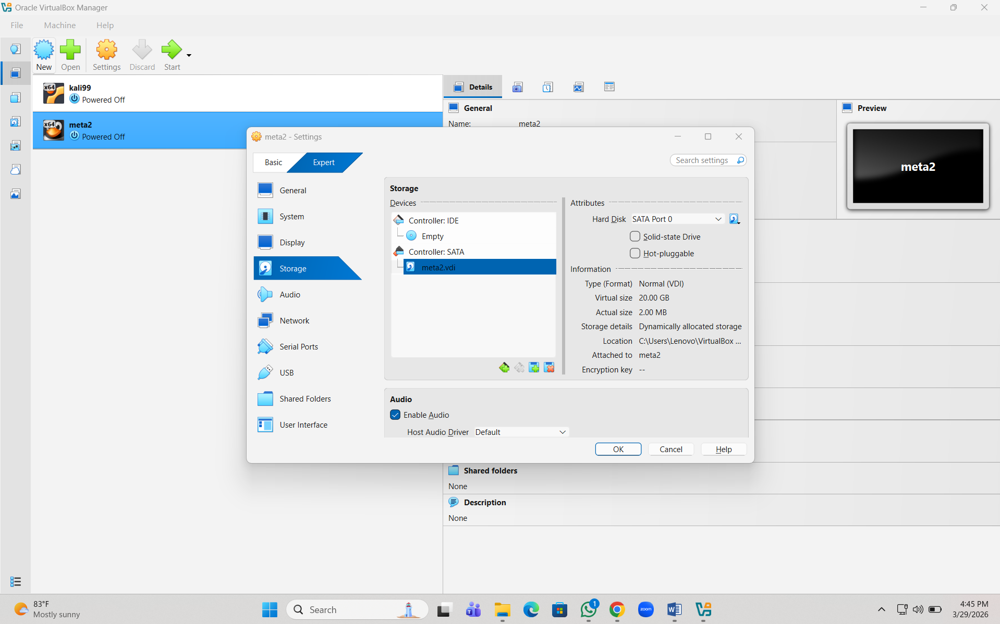 Oracle VirtualBox Manager
File Machine Help
New Open Settings Discard Start
x64 kali99
Powered Off
x64 meta2
Powered Off
Details
General
Name: meta2
Preview
meta2
meta2 - Settings
Basic Expert
Search settings
General
System
Display
Storage
Audio
Network
Serial Ports
USB
Shared Folders
User Interface
Storage
Devices
Controller: IDE
Empty
Controller: SATA
meta2.vdi
Attributes
Hard Disk SATA Port 0
Solid-state Drive
Hot-pluggable
Information
Type (Format) Normal (VDI)
Virtual size 20.00 GB
Actual size 2.00 MB
Storage details Dynamically allocated storage
Location C:\Users\Lenovo\VirtualBox ...
Attached to meta2
Encryption key --
Audio
Enable Audio
Host Audio Driver Default
OK Cancel Help
Shared folders
None
Description
None
83°F
Mostly sunny
Search
1
zoom
4:45 PM
3/29/2026